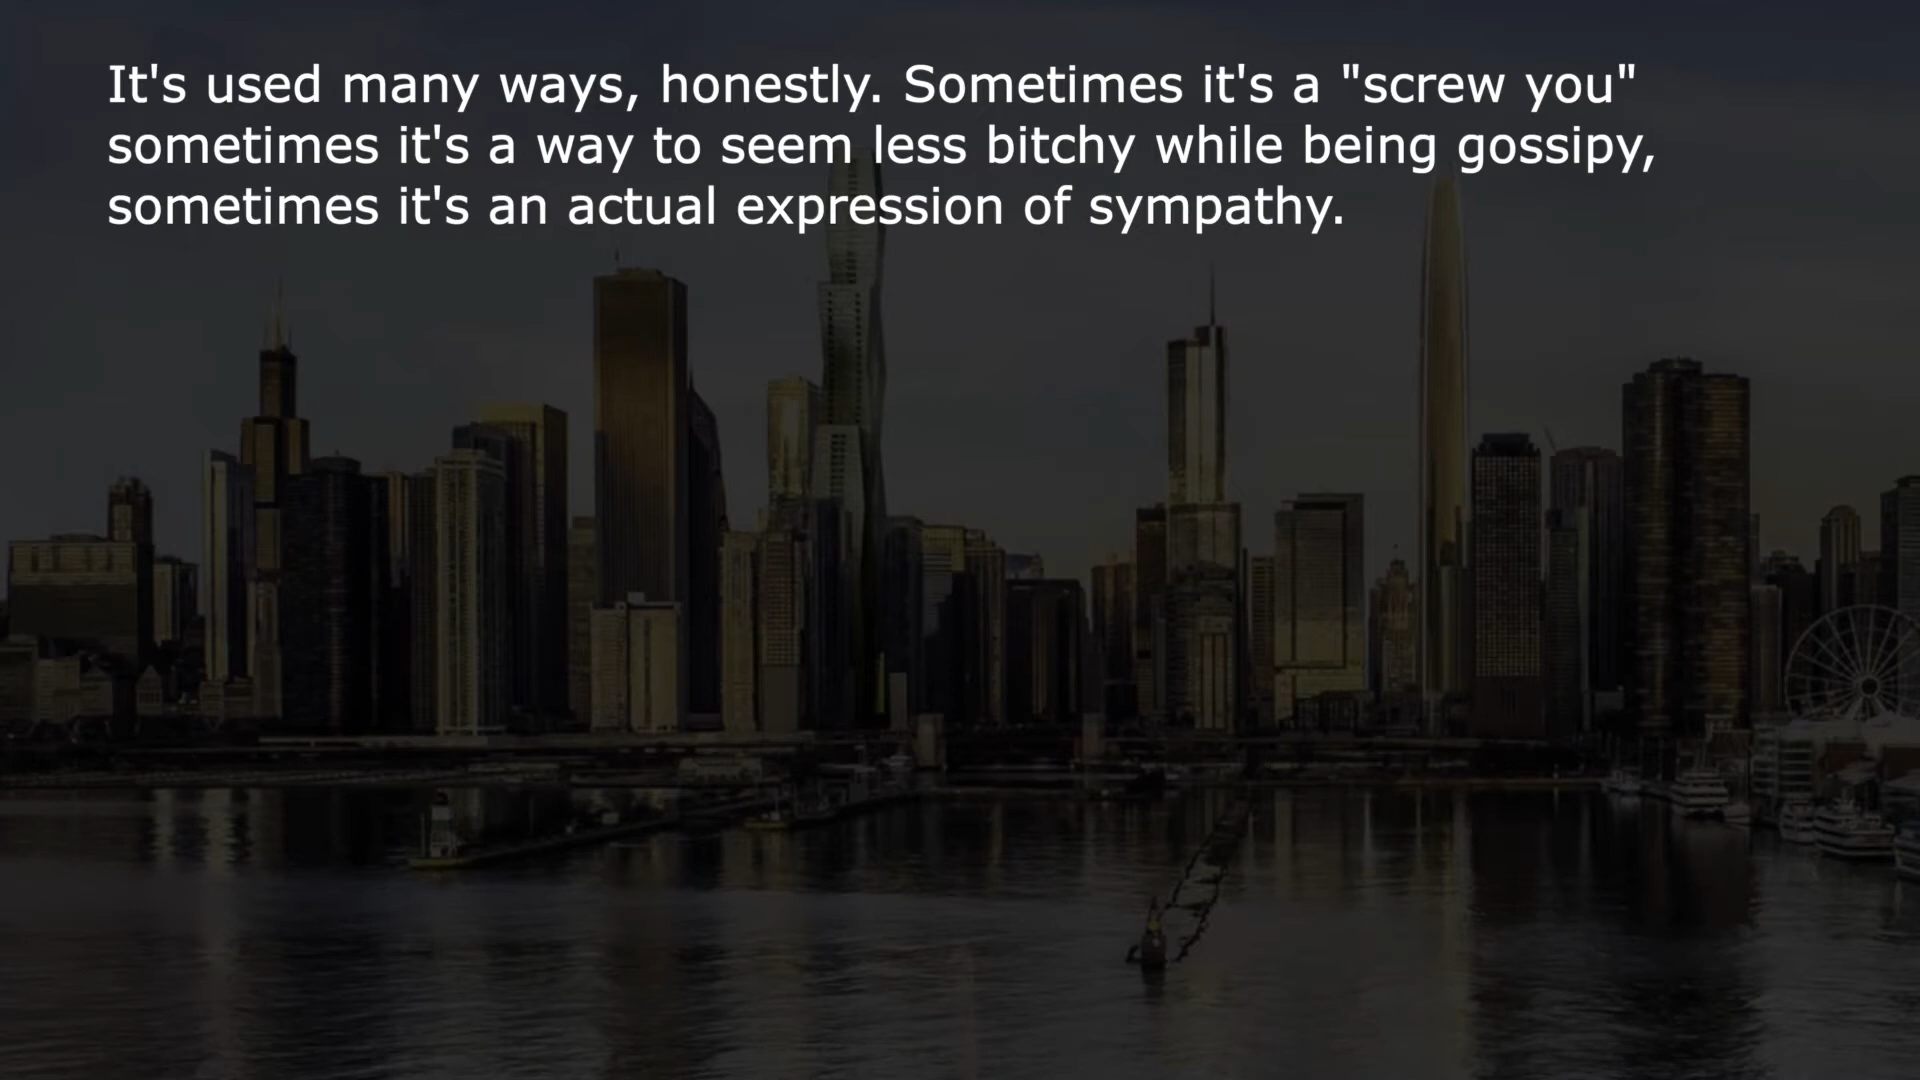 It's used many ways, honestly. Sometimes it's a "screw you"
sometimes it's a way to seem less bitchy while being gossipy,
sometimes it's an actual expression of sympathy.